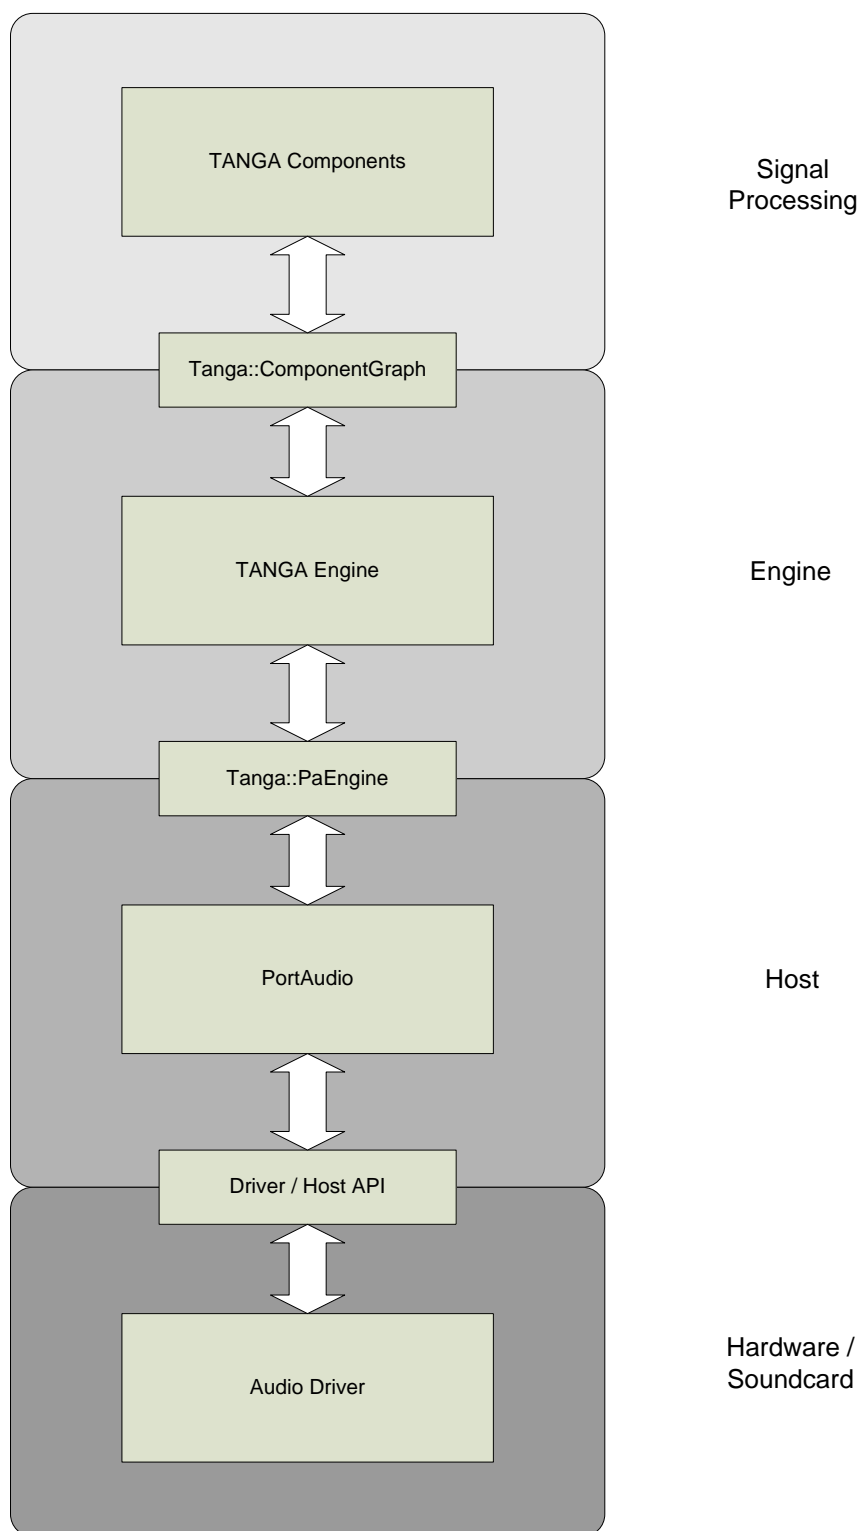 TANGA Components
Signal
Processing
Tanga::ComponentGraph
TANGA Engine
Engine
Tanga::PaEngine
PortAudio
Host
Driver / Host API
Hardware /
Soundcard
Audio Driver